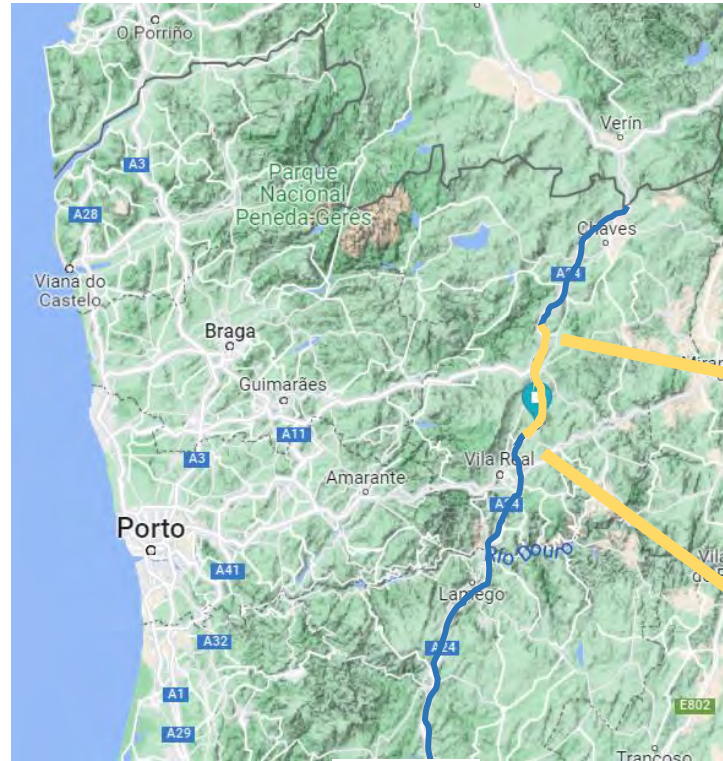 O Porriño
Verín
A3
Parque
Nacional
Peneda-Gerês
A28
Chaves
Viana do
Castelo
A24
Braga
Guimarães
A11
A3
Vila Real
Amarante
A24
Porto
Río Douro
A41
Lamego
A32
A24
A1
E802
A29
Trancoso